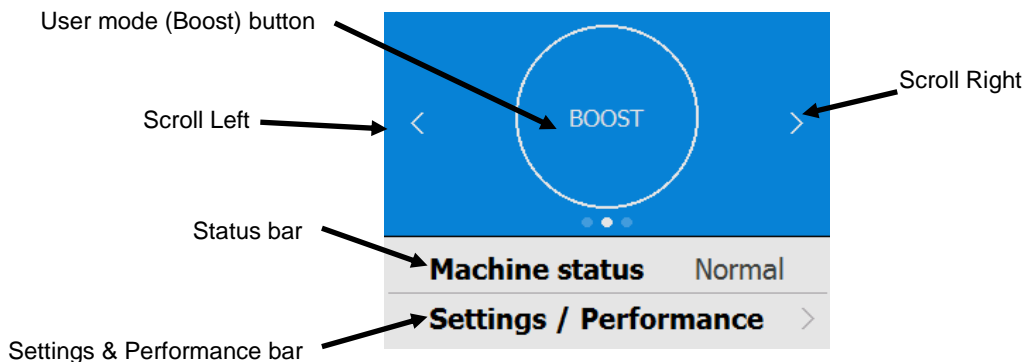 User mode (Boost) button
Scroll Right
Scroll Left
BOOST
Status bar
Machine status Normal
Settings / Performance
Settings & Performance bar